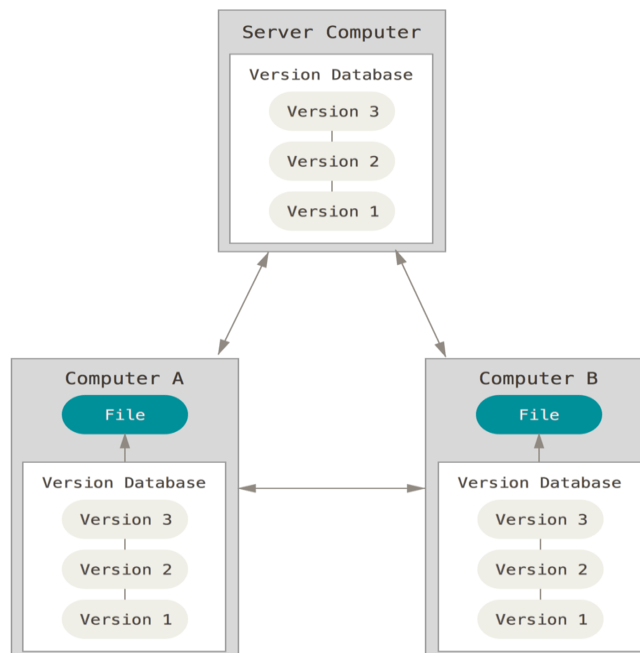 Server Computer
Version Database
Version 3
Version 2
Version 1
Computer A
File
Version Database
Version 3
Version 2
Version 1
Computer B
File
Version Database
Version 3
Version 2
Version 1